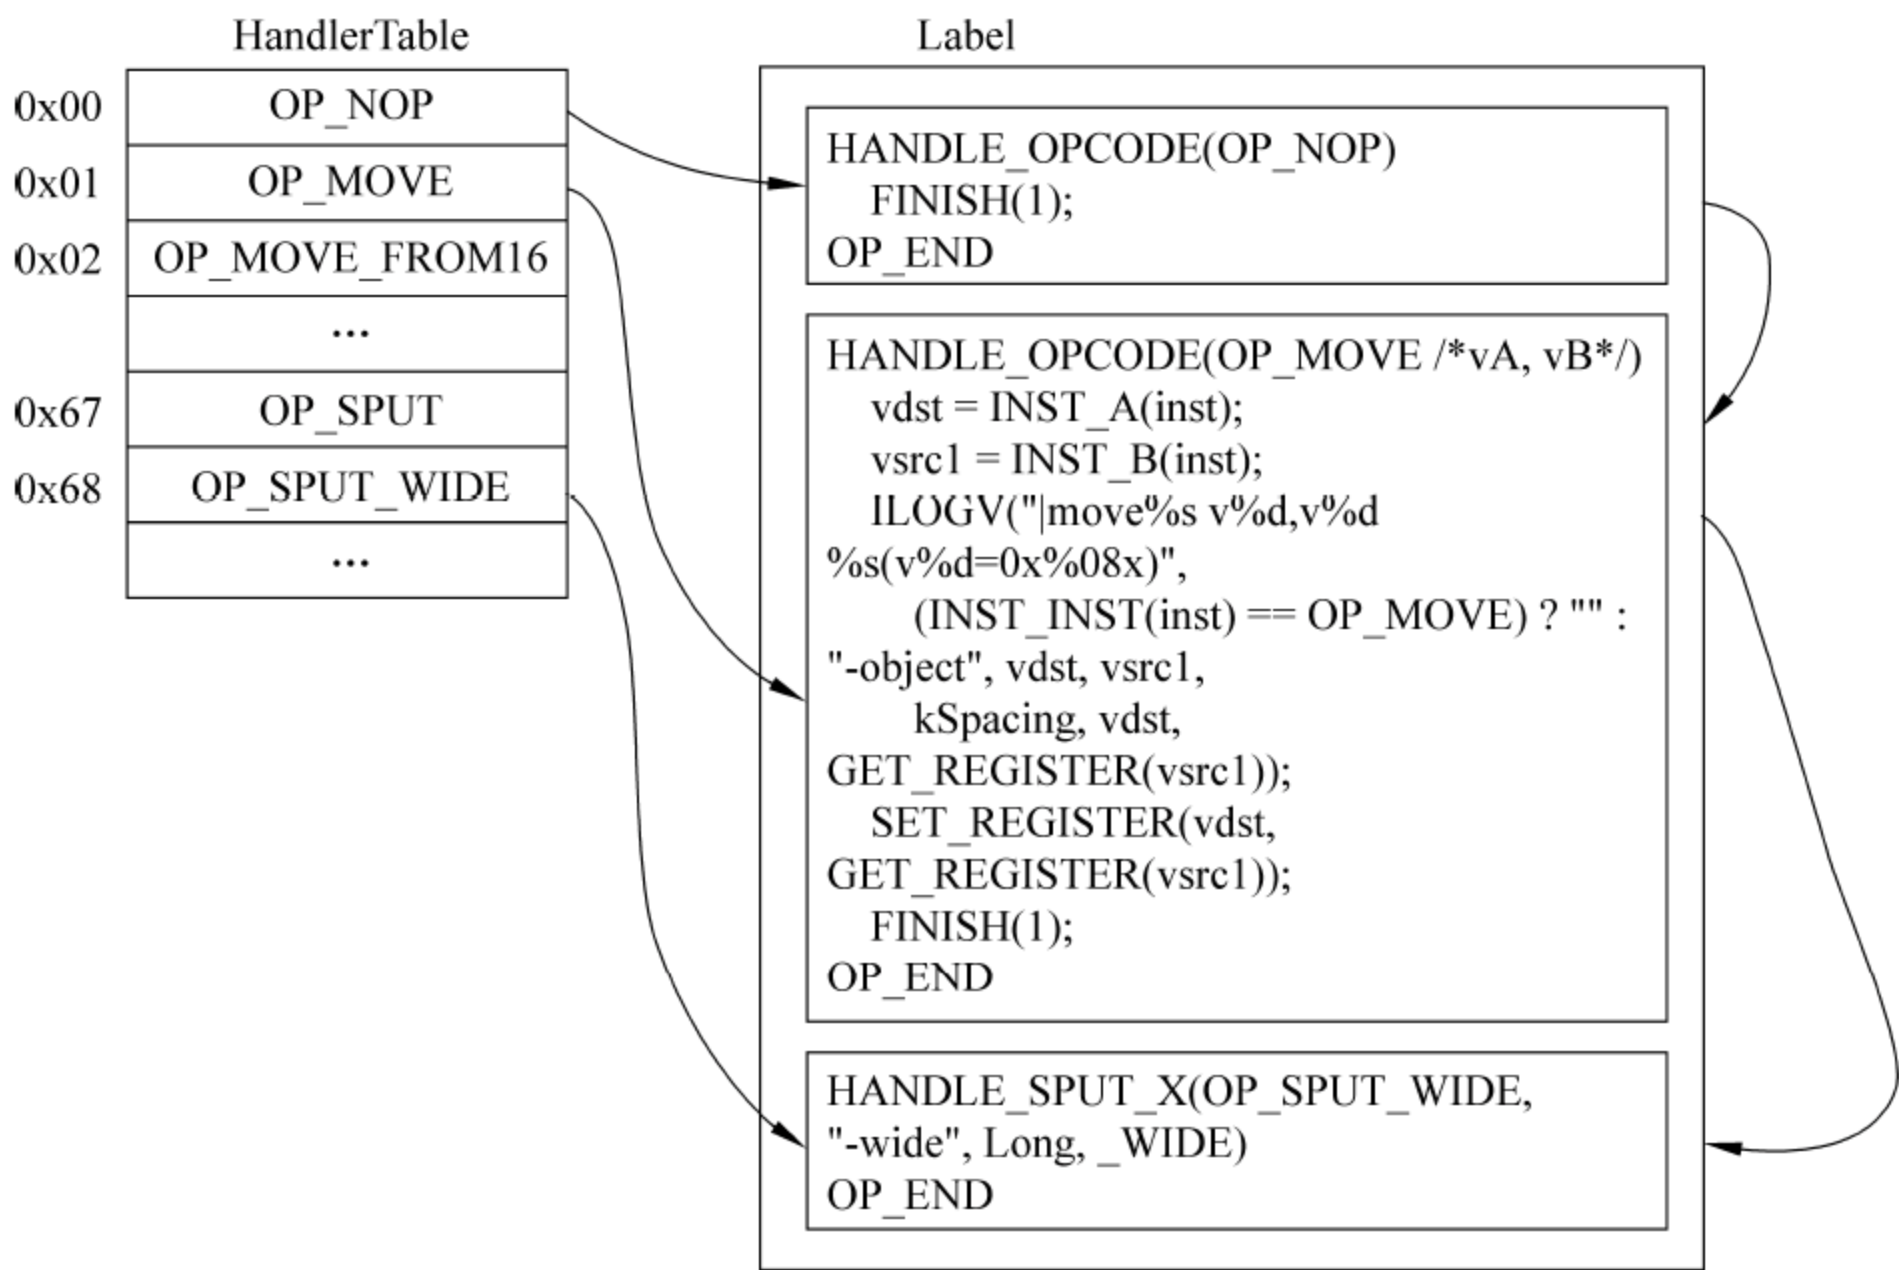 HandlerTable
0x00 OP_NOP
0x01 OP_MOVE
0x02 OP_MOVE_FROM16
...
0x67 OP_SPUT
0x68 OP_SPUT_WIDE
...
Label
HANDLE_OPCODE(OP_NOP)
FINISH(1);
OP_END
HANDLE_OPCODE(OP_MOVE /*vA, vB*/)
vdst = INST_A(inst);
vsrc1 = INST_B(inst);
ILOGV("|move%s v%d,v%d
%s(v%d=0x%08x)",
(INST_INST(inst) == OP_MOVE) ? "" :
"-object", vdst, vsrc1,
kSpacing, vdst,
GET_REGISTER(vsrc1));
SET_REGISTER(vdst,
GET_REGISTER(vsrc1));
FINISH(1);
OP_END
HANDLE_SPUT_X(OP_SPUT_WIDE,
"-wide", Long, _WIDE)
OP_END